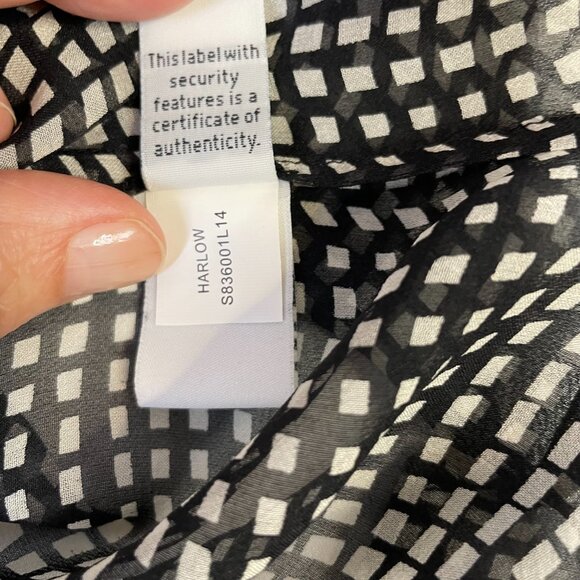 This label with
security
features is a
certificate of
authenticity.
HARLOW
S836001L14